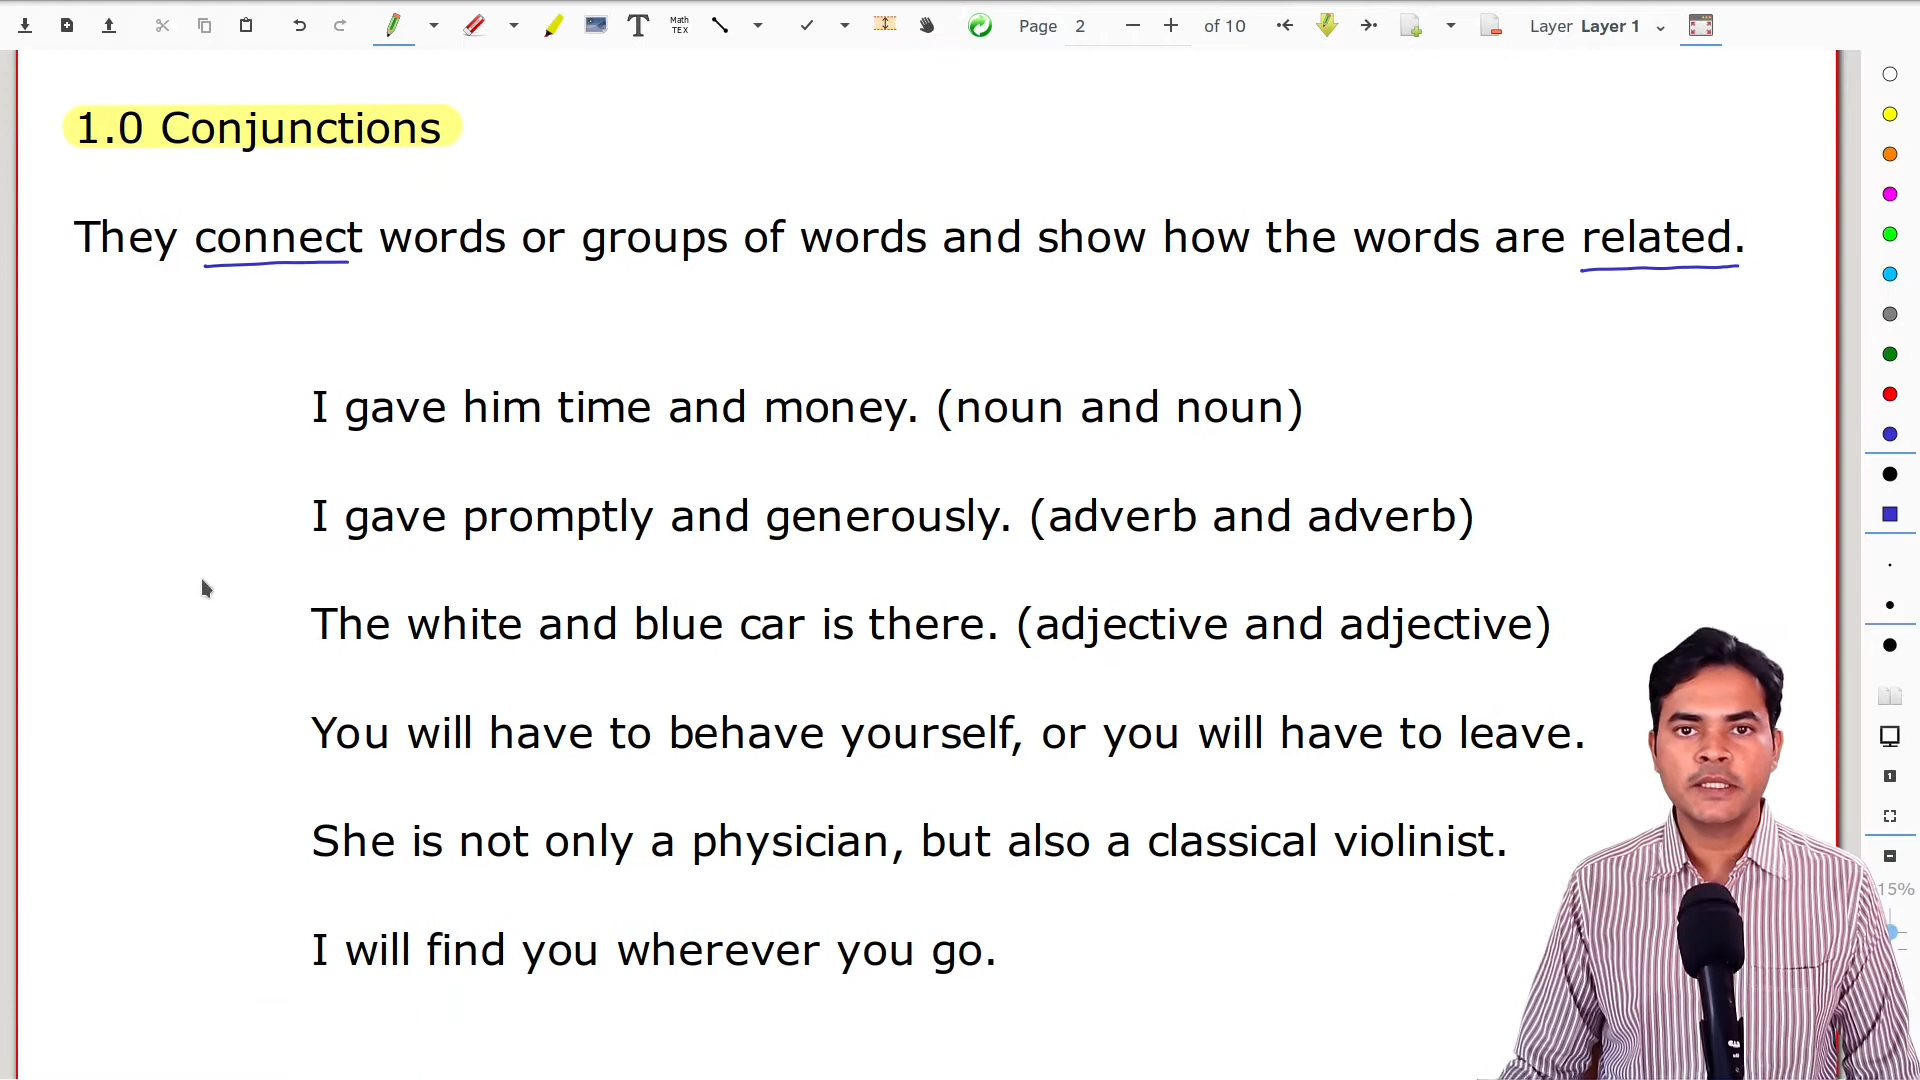 Math
TEX
Page 2 of 10 Layer Layer 1
1.0 Conjunctions
They connect words or groups of words and show how the words are related.
I gave him time and money. (noun and noun)
I gave promptly and generously. (adverb and adverb)
The white and blue car is there. (adjective and adjective)
You will have to behave yourself, or you will have to leave.
She is not only a physician, but also a classical violinist.
I will find you wherever you go.
1
15%